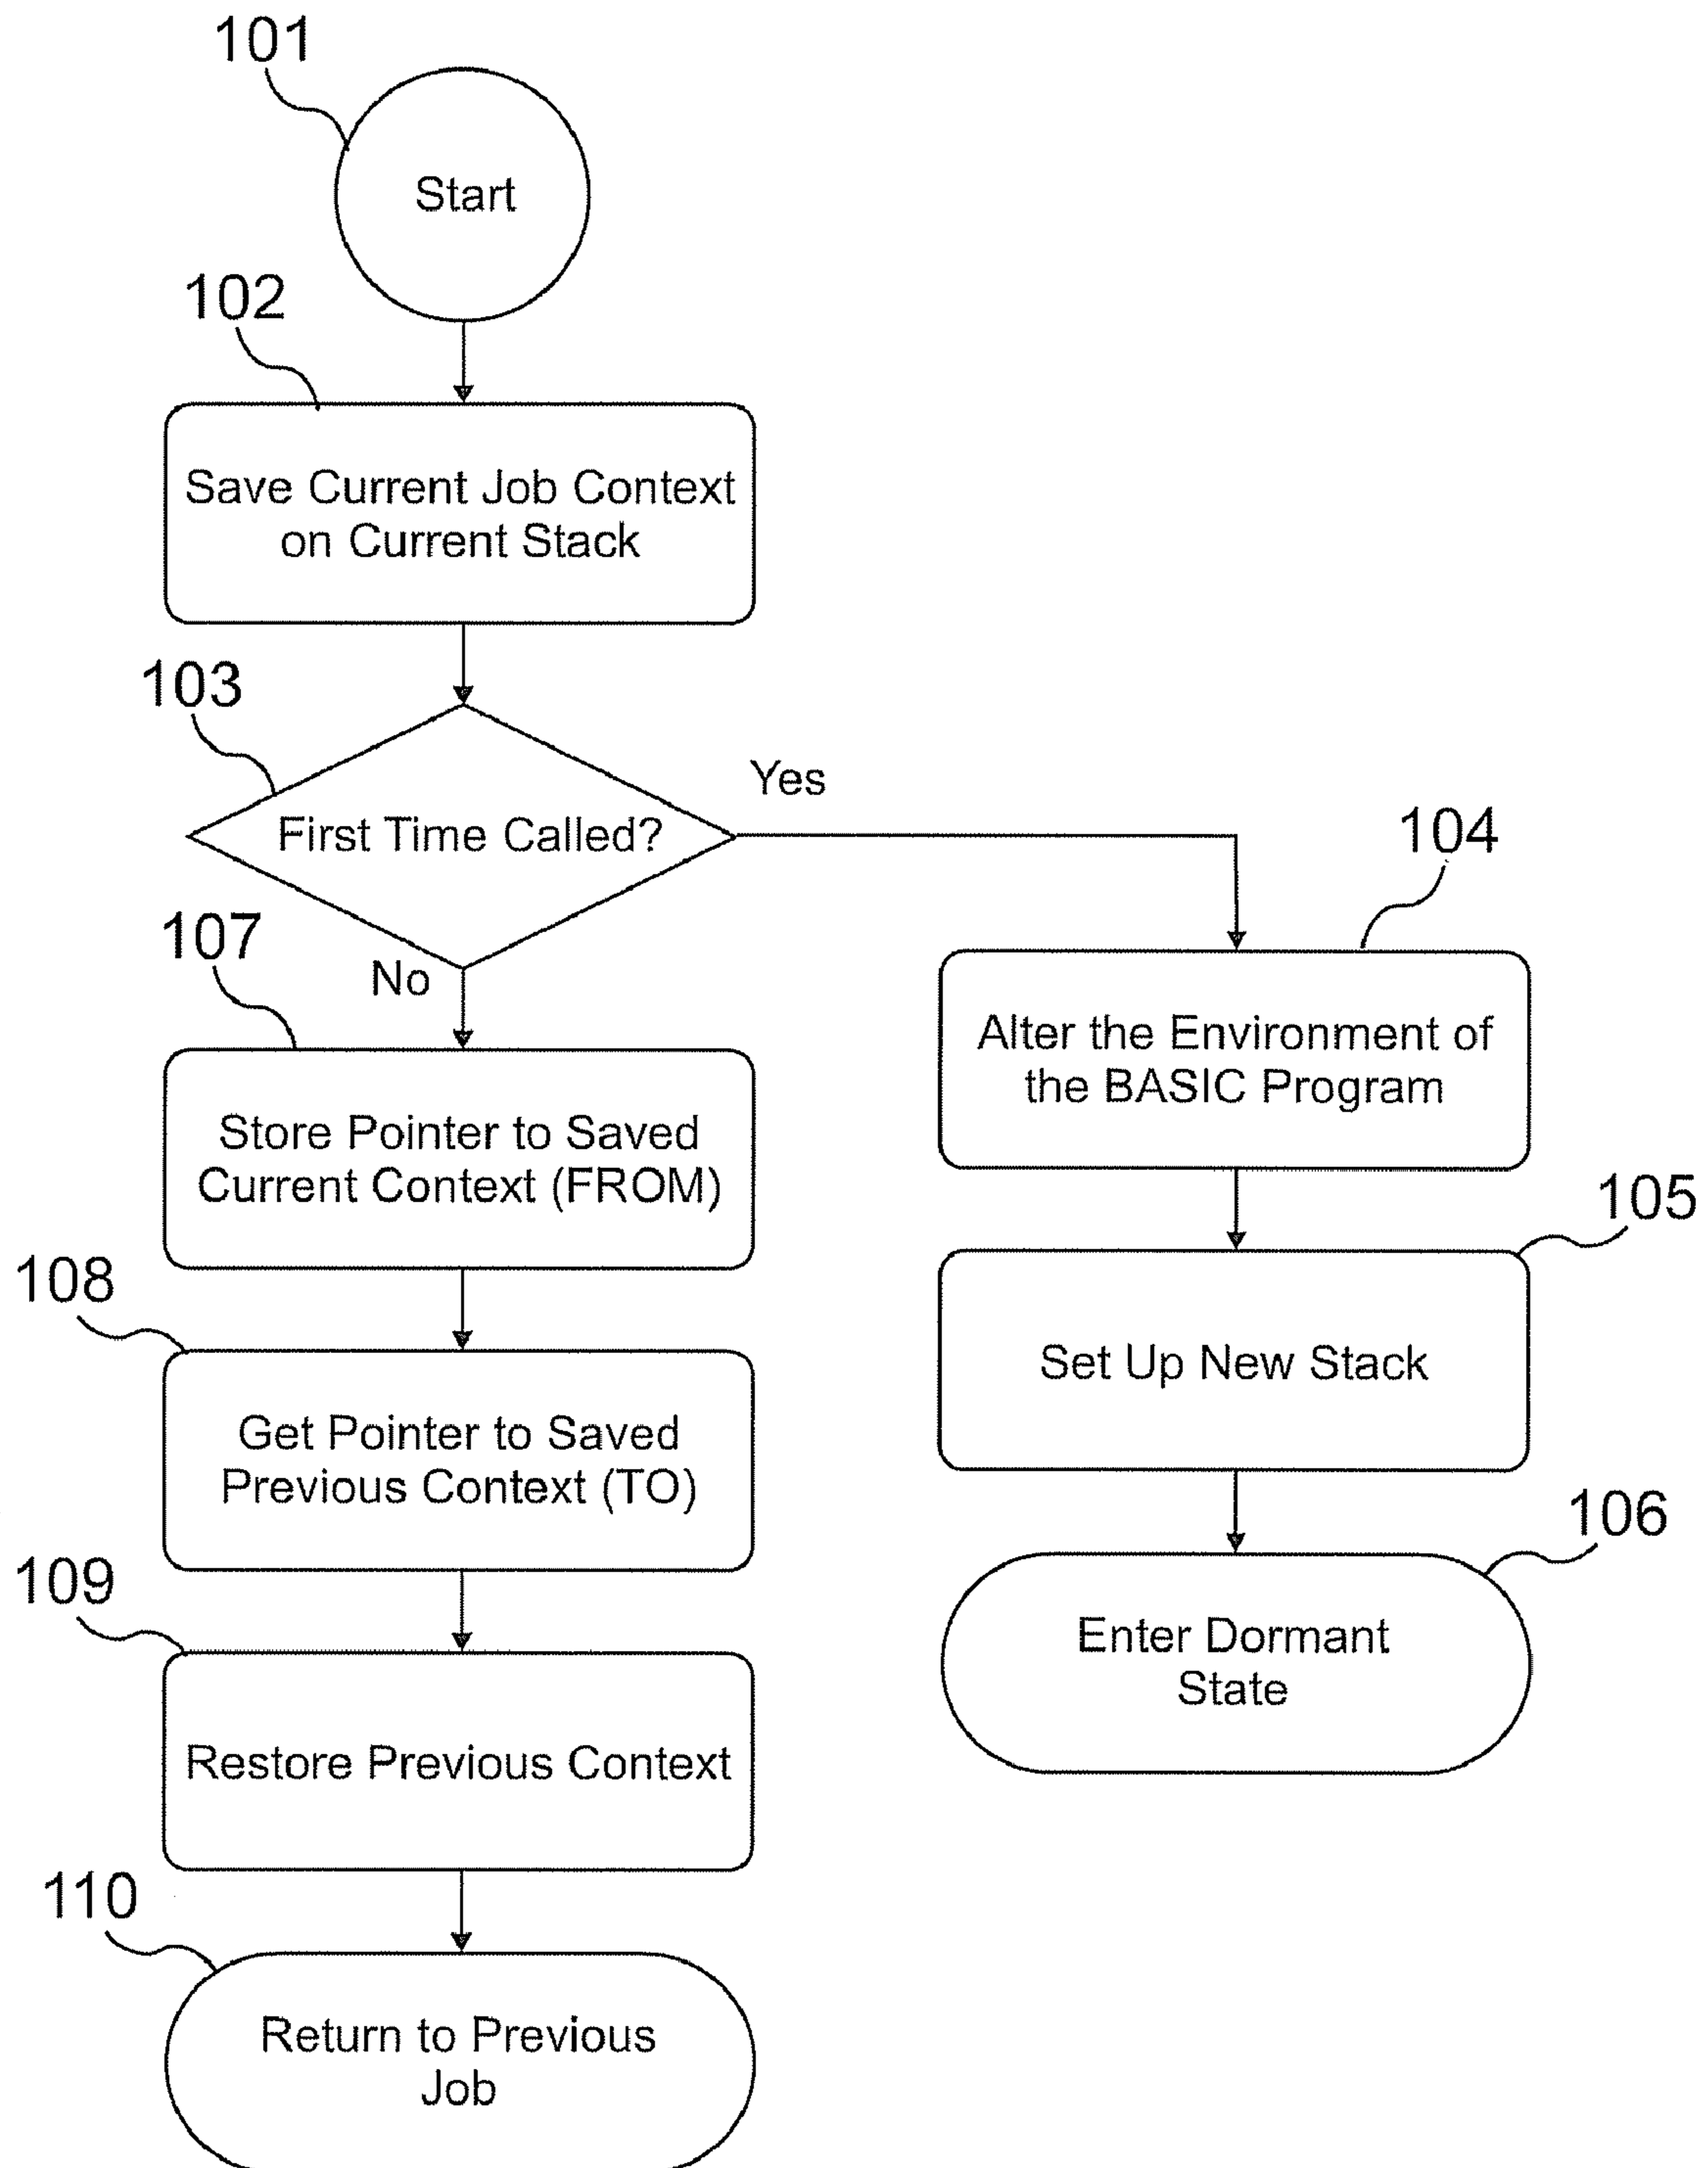 101
Start
102
Save Current Job Context
on Current Stack
103
First Time Called?
Yes
No
104
Alter the Environment of
the BASIC Program
105
Set Up New Stack
106
Enter Dormant
State
107
Store Pointer to Saved
Current Context (FROM)
108
Get Pointer to Saved
Previous Context (TO)
109
Restore Previous Context
110
Return to Previous
Job